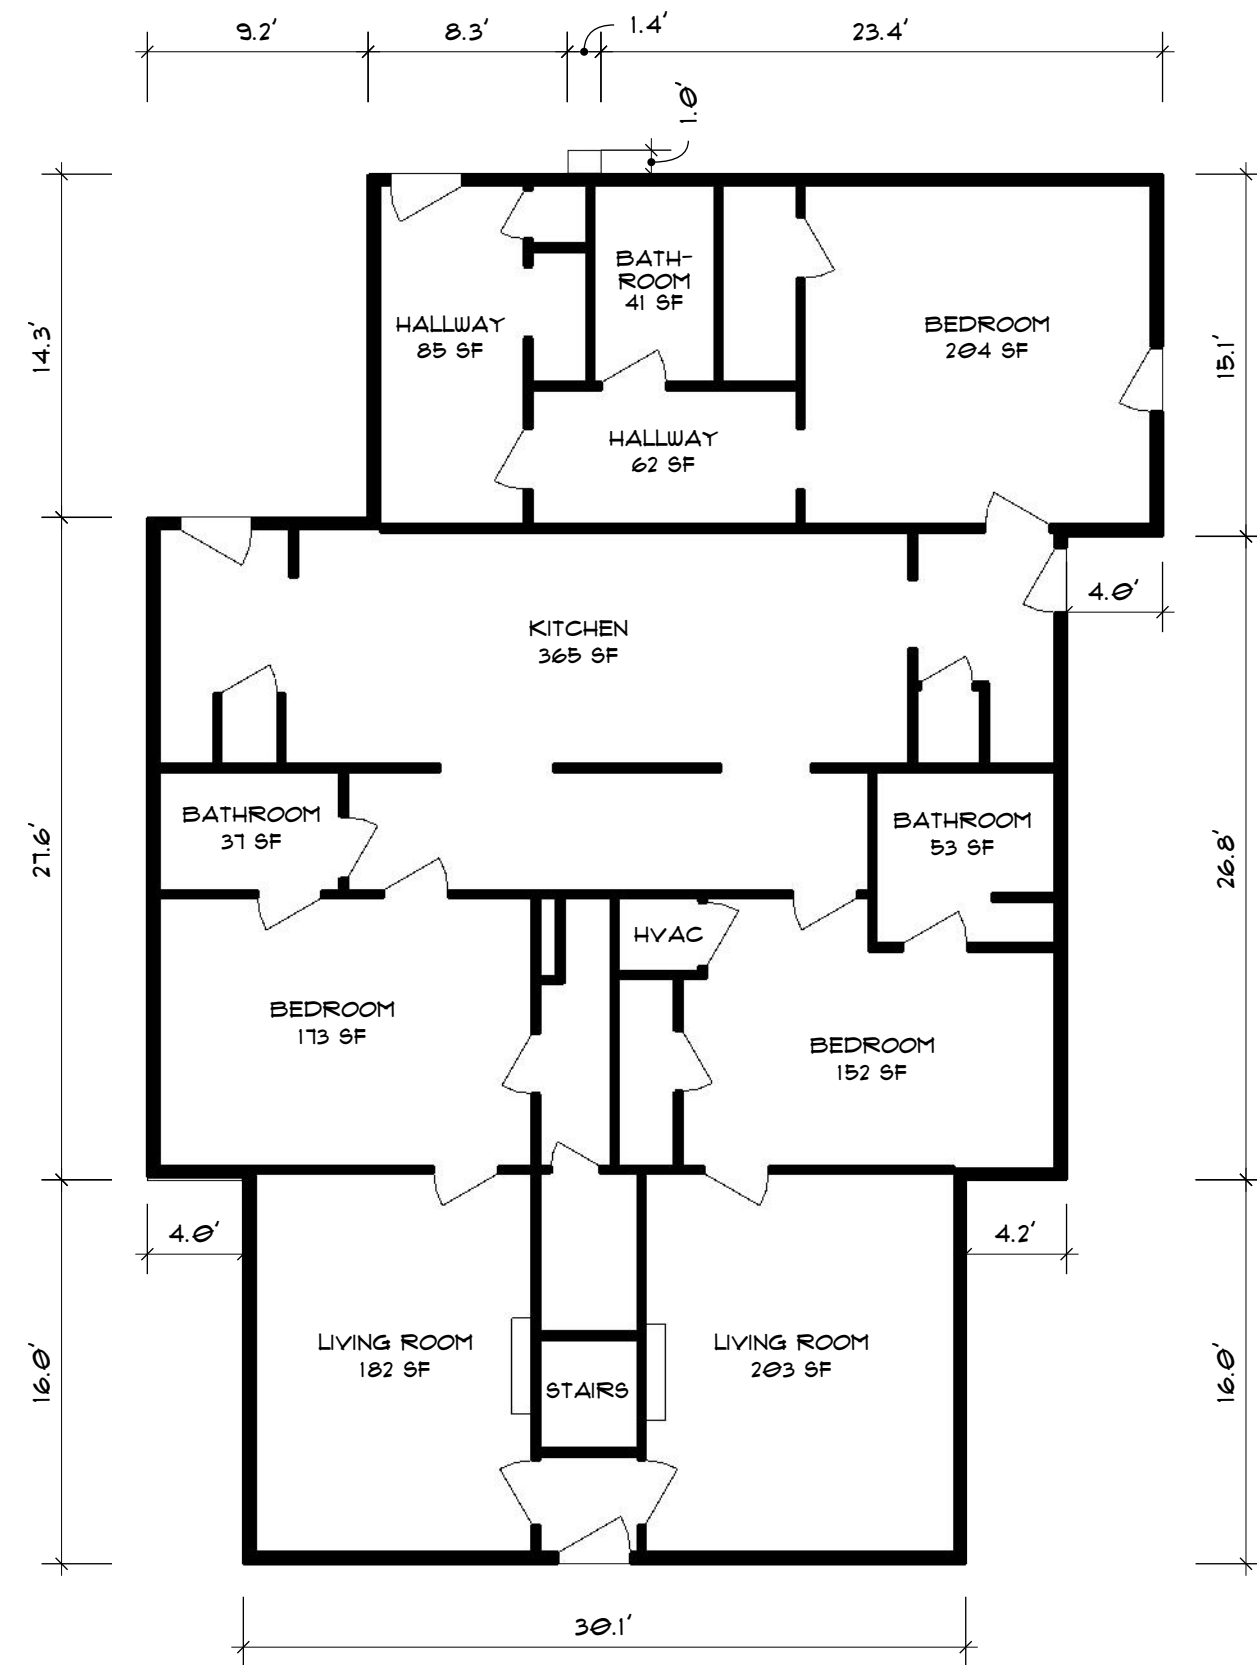 9.2'
8.3'
1.4'
23.4'
1.0'
14.3'
15.1'
BATH-
ROOM
41 SF
HALLWAY
85 SF
BEDROOM
204 SF
HALLWAY
62 SF
4.0'
KITCHEN
365 SF
27.6'
26.8'
BATHROOM
37 SF
BATHROOM
53 SF
HVAC
BEDROOM
173 SF
BEDROOM
152 SF
4.0'
4.2'
16.0'
16.0'
LIVING ROOM
182 SF
LIVING ROOM
203 SF
STAIRS
30.1'